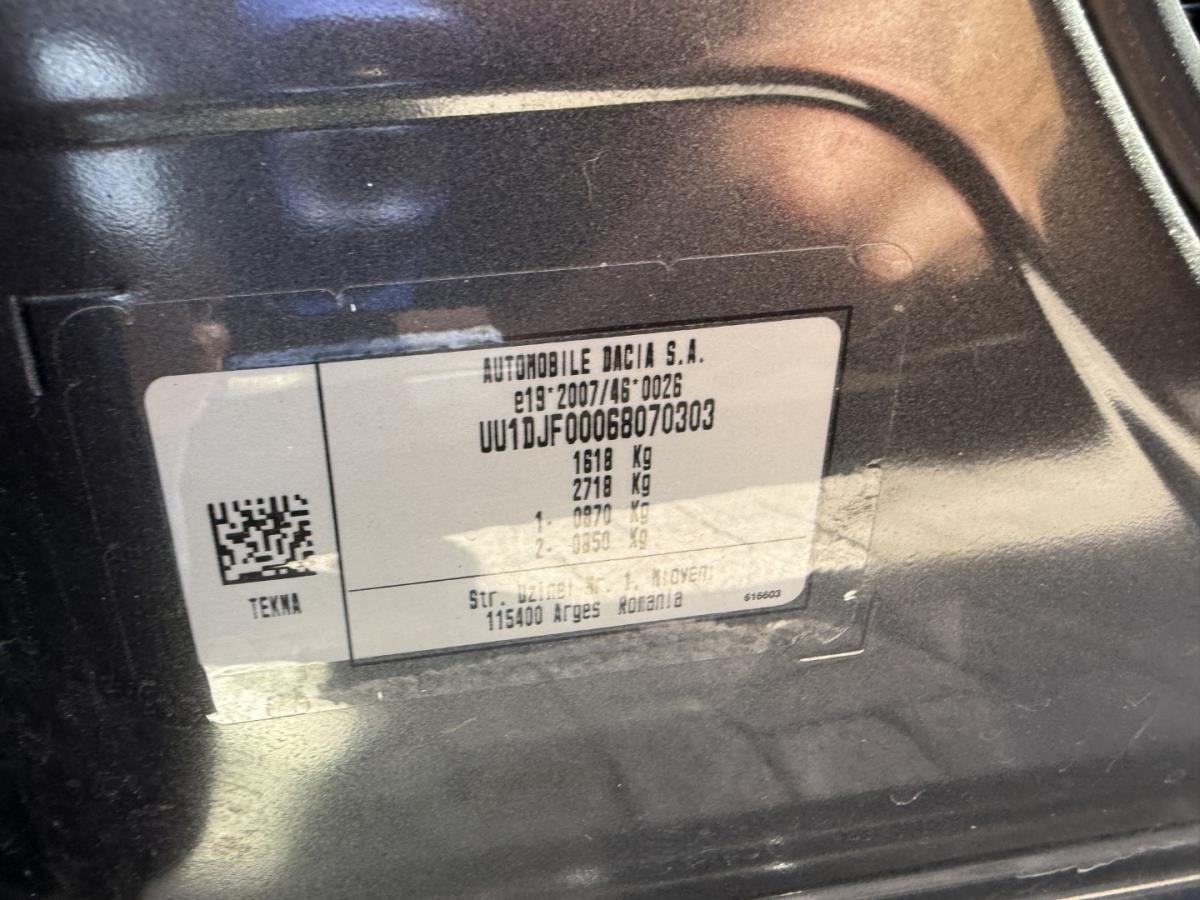 AUTOMOBILE DACIA S.A.
e19*2007/46*0026
UU1DJF00068070303
1618 Kg
2718 Kg
1- 0870 Kg
2- 0850 Kg
TEKNA
Str. Uzinei Nr. 1, Mioveni
115400 Arges Romania
616603